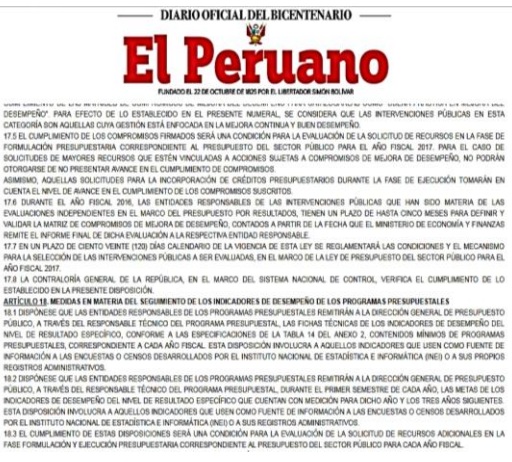 DIARIO OFICIAL DEL BICENTENARIO
El Peruano
FUNDADO EL 22 DE OCTUBRE DE 1825 POR EL LIBERTADOR SIMÓN BOLÍVAR
DESEMPEÑO". PARA EFECTO DE LO ESTABLECIDO EN EL PRESENTE NUMERAL, SE CONSIDERA QUE LAS INTERVENCIONES PÚBLICAS EN ESTA
CATEGORÍA SON AQUELLAS CUYA GESTIÓN ESTÁ ENFOCADA EN LA MEJORA CONTINUA Y BUEN DESEMPEÑO.
17.5 EL CUMPLIMIENTO DE LOS COMPROMISOS FIRMADOS SERÁ UNA CONDICIÓN PARA LA EVALUACIÓN DE LA SOLICITUD DE RECURSOS EN LA FASE DE
FORMULACIÓN PRESUPUESTARIA CORRESPONDIENTE AL PRESUPUESTO DEL SECTOR PÚBLICO PARA EL AÑO FISCAL 2017. PARA EL CASO DE
SOLICITUDES DE MAYORES RECURSOS QUE ESTÉN VINCULADAS A ACCIONES SUJETAS A COMPROMISOS DE MEJORA DE DESEMPEÑO, NO PODRÁN
OTORGARSE DE NO PRESENTAR AVANCE EN EL CUMPLIMIENTO DE COMPROMISOS.
ASIMISMO, AQUELLAS SOLICITUDES PARA LA INCORPORACIÓN DE CRÉDITOS PRESUPUESTARIOS DURANTE LA FASE DE EJECUCIÓN TOMARÁN EN
CUENTA EL NIVEL DE AVANCE EN EL CUMPLIMIENTO DE LOS COMPROMISOS SUSCRITOS.
17.6 DURANTE EL AÑO FISCAL 2016, LAS ENTIDADES RESPONSABLES DE LAS INTERVENCIONES PÚBLICAS QUE HAN SIDO MATERIA DE LAS
EVALUACIONES INDEPENDIENTES EN EL MARCO DEL PRESUPUESTO POR RESULTADOS, TIENEN UN PLAZO DE HASTA CINCO MESES PARA DEFINIR Y
VALIDAR LA MATRIZ DE COMPROMISOS DE MEJORA DE DESEMPEÑO, CONTADOS A PARTIR DE LA FECHA QUE EL MINISTERIO DE ECONOMÍA Y FINANZAS
REMITE EL INFORME FINAL DE DICHA EVALUACIÓN A LA RESPECTIVA ENTIDAD RESPONSABLE.
17.7 EN UN PLAZO DE CIENTO VEINTE (120) DÍAS CALENDARIO DE LA VIGENCIA DE ESTA LEY SE REGLAMENTARÁ LAS CONDICIONES Y EL MECANISMO
PARA LA SELECCIÓN DE LAS INTERVENCIONES PÚBLICAS A SER EVALUADAS, EN EL MARCO DE LA LEY DE PRESUPUESTO DEL SECTOR PÚBLICO PARA EL
AÑO FISCAL 2017.
17.8 LA CONTRALORÍA GENERAL DE LA REPÚBLICA, EN EL MARCO DEL SISTEMA NACIONAL DE CONTROL, VERIFICA EL CUMPLIMIENTO DE LO
ESTABLECIDO EN LA PRESENTE DISPOSICIÓN.
ARTÍCULO 18. MEDIDAS EN MATERIA DEL SEGUIMIENTO DE LOS INDICADORES DE DESEMPEÑO DE LOS PROGRAMAS PRESUPUESTALES
18.1 DISPÓNESE QUE LAS ENTIDADES RESPONSABLES DE LOS PROGRAMAS PRESUPUESTALES REMITIRÁN A LA DIRECCIÓN GENERAL DE PRESUPUESTO
PÚBLICO, A TRAVÉS DEL RESPONSABLE TÉCNICO DEL PROGRAMA PRESUPUESTAL, LAS FICHAS TÉCNICAS DE LOS INDICADORES DE DESEMPEÑO DEL
NIVEL DE RESULTADO ESPECÍFICO, CONFORME A LAS ESPECIFICACIONES DE LA TABLA 14 DEL ANEXO 2, CONTENIDOS MÍNIMOS DE PROGRAMAS
PRESUPUESTALES, CORRESPONDIENTE A CADA AÑO FISCAL. ESTA DISPOSICIÓN INVOLUCRA A AQUELLOS INDICADORES QUE USEN COMO FUENTE DE
INFORMACIÓN A LAS ENCUESTAS O CENSOS DESARROLLADOS POR EL INSTITUTO NACIONAL DE ESTADÍSTICA E INFORMÁTICA (INEI) O A SUS PROPIOS
REGISTROS ADMINISTRATIVOS.
18.2 DISPÓNESE QUE LAS ENTIDADES RESPONSABLES DE LOS PROGRAMAS PRESUPUESTALES REMITIRÁN A LA DIRECCIÓN GENERAL DE PRESUPUESTO
PÚBLICO, A TRAVÉS DEL RESPONSABLE TÉCNICO DEL PROGRAMA PRESUPUESTAL, DURANTE EL PRIMER SEMESTRE DE CADA AÑO, LAS METAS DE LOS
INDICADORES DE DESEMPEÑO DEL NIVEL DE RESULTADO ESPECÍFICO QUE CUENTAN CON MEDICIÓN PARA DICHO AÑO Y LOS TRES AÑOS SIGUIENTES.
ESTA DISPOSICIÓN INVOLUCRA A AQUELLOS INDICADORES QUE USEN COMO FUENTE DE INFORMACIÓN A LAS ENCUESTAS O CENSOS DESARROLLADOS
POR EL INSTITUTO NACIONAL DE ESTADÍSTICA E INFORMÁTICA (INEI) O A SUS REGISTROS ADMINISTRATIVOS.
18.3 EL CUMPLIMIENTO DE ESTAS DISPOSICIONES SERÁ UNA CONDICIÓN PARA LA EVALUACIÓN DE LA SOLICITUD DE RECURSOS ADICIONALES EN LA
FASE FORMULACIÓN Y EJECUCIÓN PRESUPUESTARIA CORRESPONDIENTE AL PRESUPUESTO DEL SECTOR PÚBLICO PARA CADA AÑO FISCAL.